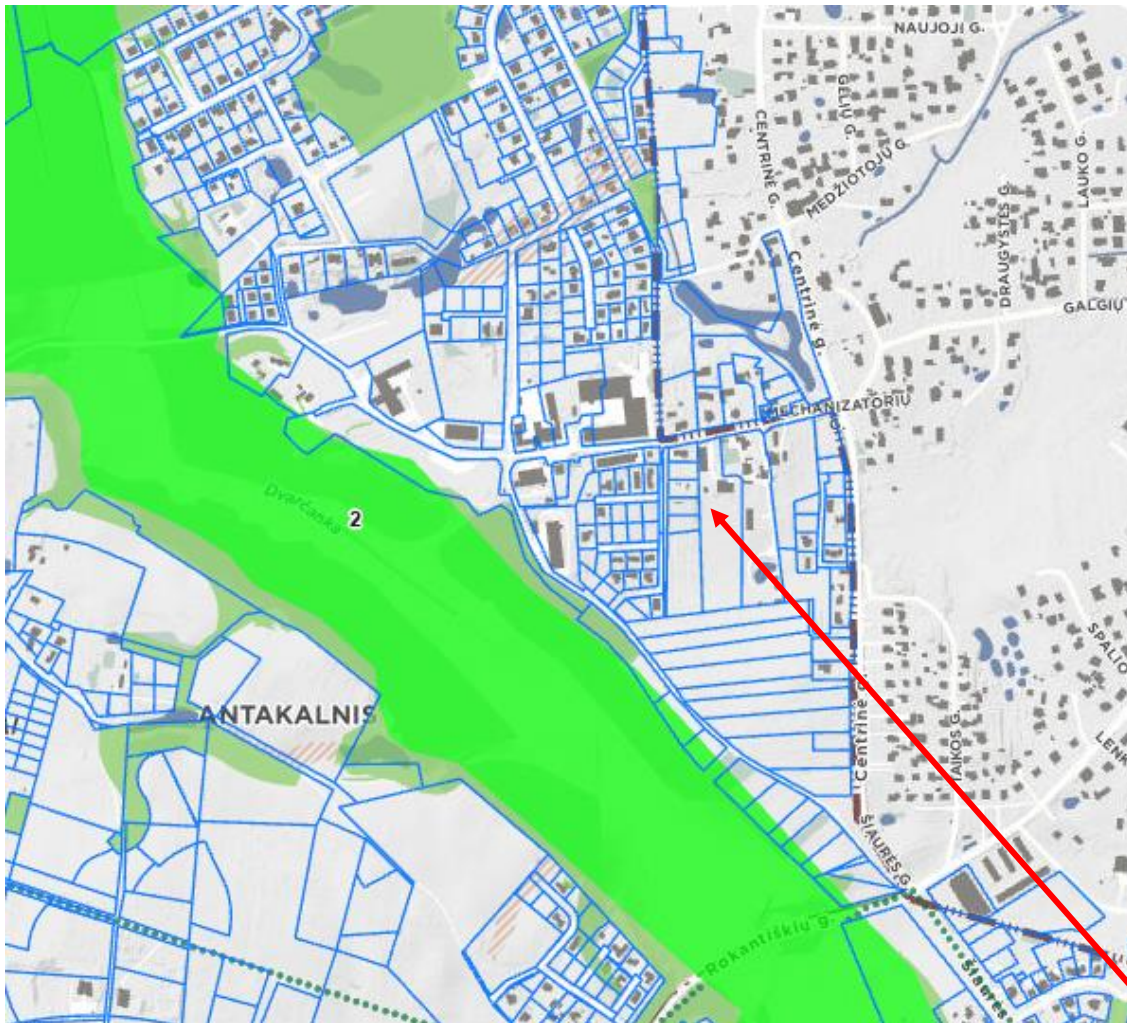 NAUJOJI G.
CENTRINĖ G.
GĖLIŲ G.
MEDŽIOTOJŲ G.
LAUKO G.
DRAUGYSTĖS G.
Centrinė g.
GALGIŲ
MECHANIZATORIŲ
Dvarčanka
2
SPALIO
ANTAKALNIS
Centrinė g.
TAIKOS G.
LENK
ŠIAURĖS G.
Rokantiškių g.
Šiaurės